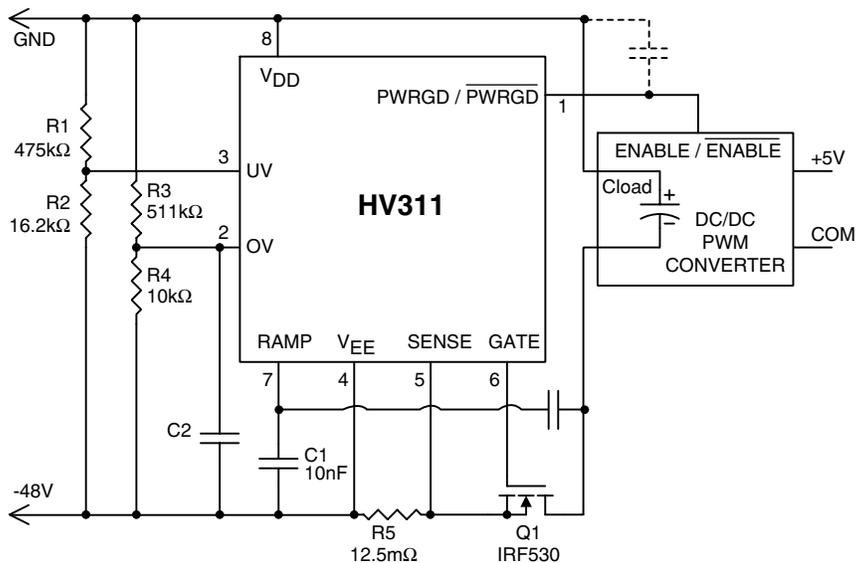 GND
8
V_DD
PWRGD / PWRGD
1
R1
475kΩ
ENABLE / ENABLE
+5V
3
UV
R2
16.2kΩ
R3
511kΩ
HV311
Cload
+
−
DC/DC
PWM
CONVERTER
COM
2
OV
R4
10kΩ
RAMP
V_EE
SENSE
GATE
7
4
5
6
C2
C1
10nF
-48V
R5
12.5mΩ
Q1
IRF530